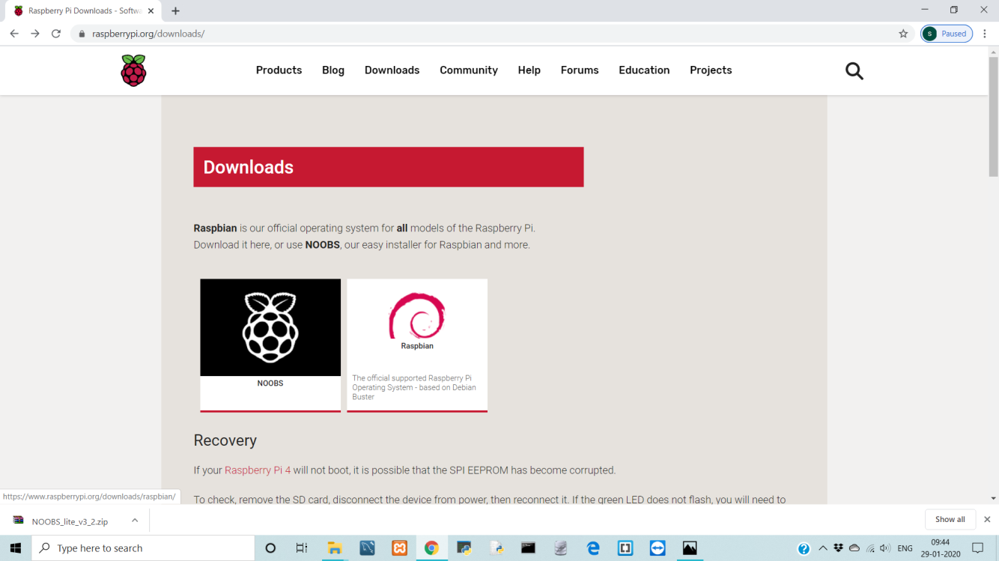 Raspberry Pi Downloads - Softwa
raspberrypi.org/downloads/
S Paused
Products Blog Downloads Community Help Forums Education Projects
Downloads
Raspbian is our official operating system for all models of the Raspberry Pi.
Download it here, or use NOOBS, our easy installer for Raspbian and more.
NOOBS
Raspbian
The official supported Raspberry Pi
Operating System - based on Debian
Buster
Recovery
If your Raspberry Pi 4 will not boot, it is possible that the SPI EEPROM has become corrupted.
To check, remove the SD card, disconnect the device from power, then reconnect it. If the green LED does not flash, you will need to
https://www.raspberrypi.org/downloads/raspbian/
NOOBS_lite_v3_2.zip
Show all
Type here to search
ENG
09:44
29-01-2020